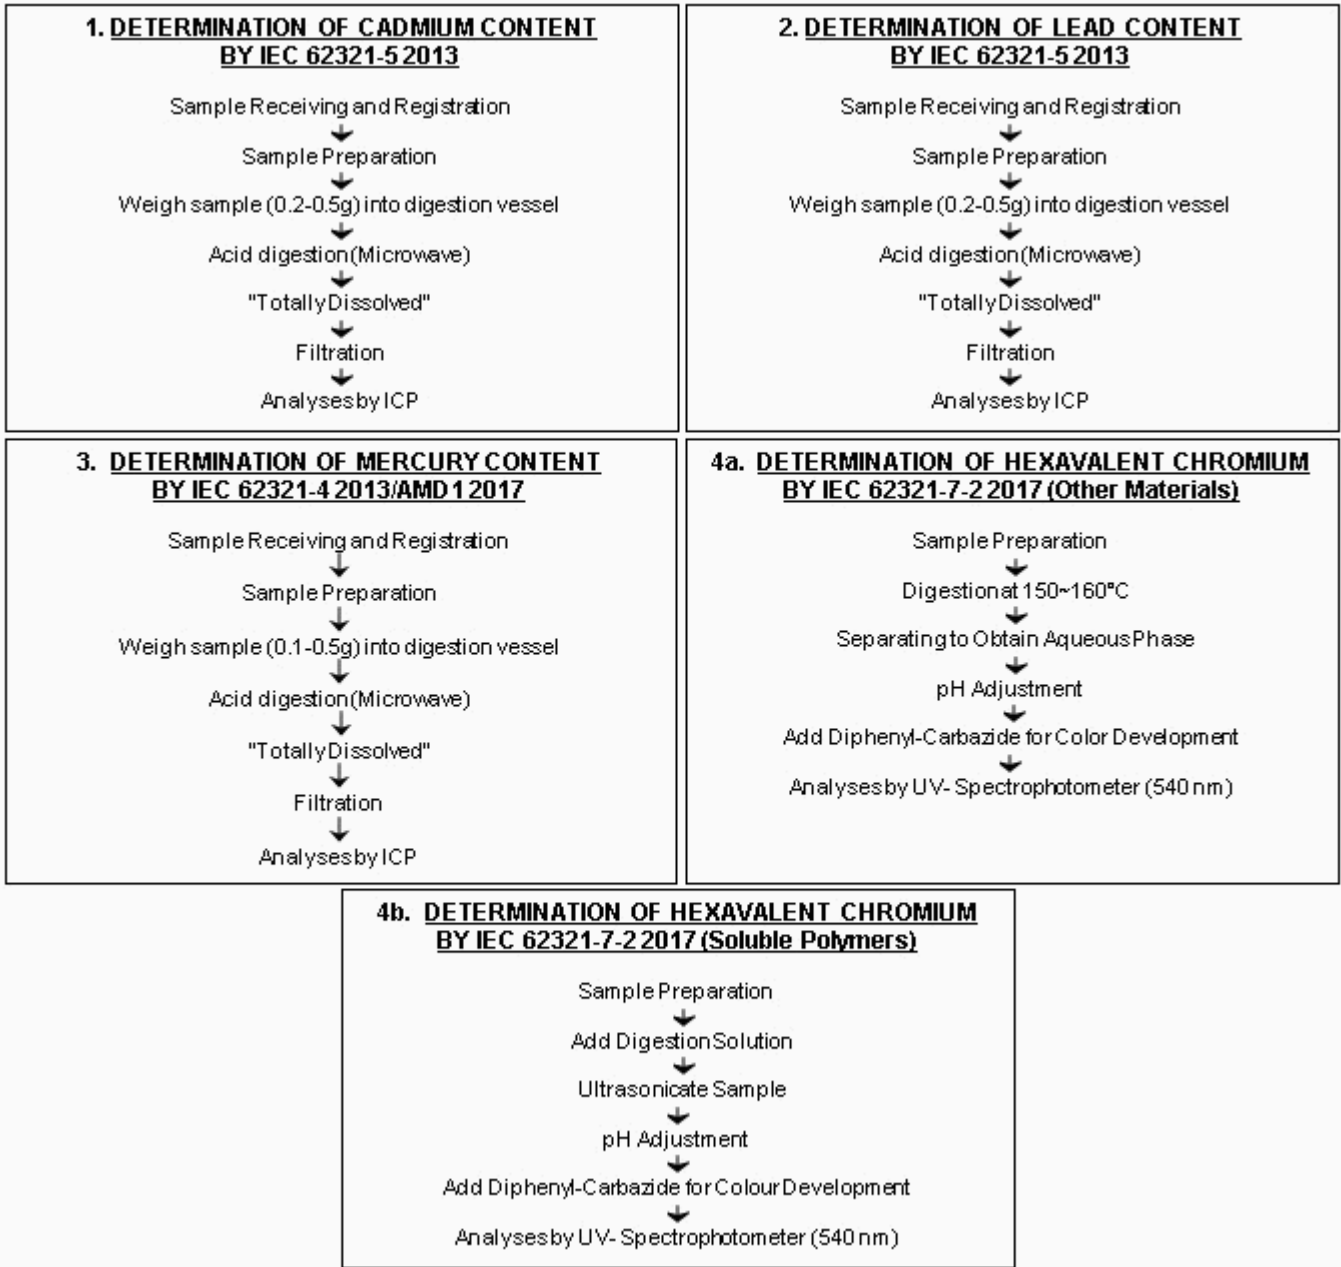 1. DETERMINATION OF CADMIUM CONTENT
BY IEC 62321-5 2013
Sample Receiving and Registration
Sample Preparation
Weigh sample (0.2-0.5g) into digestion vessel
Acid digestion (Microwave)
"Totally Dissolved"
Filtration
Analyses by ICP
2. DETERMINATION OF LEAD CONTENT
BY IEC 62321-5 2013
Sample Receiving and Registration
Sample Preparation
Weigh sample (0.2-0.5g) into digestion vessel
Acid digestion (Microwave)
"Totally Dissolved"
Filtration
Analyses by ICP
3. DETERMINATION OF MERCURY CONTENT
BY IEC 62321-4 2013/AMD1 2017
Sample Receiving and Registration
Sample Preparation
Weigh sample (0.1-0.5g) into digestion vessel
Acid digestion (Microwave)
"Totally Dissolved"
Filtration
Analyses by ICP
4a. DETERMINATION OF HEXAVALENT CHROMIUM
BY IEC 62321-7-2 2017 (Other Materials)
Sample Preparation
Digestion at 150~160°C
Separating to Obtain Aqueous Phase
pH Adjustment
Add Diphenyl-Carbazide for Color Development
Analyses by UV- Spectrophotometer (540 nm)
4b. DETERMINATION OF HEXAVALENT CHROMIUM
BY IEC 62321-7-2 2017 (Soluble Polymers)
Sample Preparation
Add Digestion Solution
Ultrasonicate Sample
pH Adjustment
Add Diphenyl-Carbazide for Colour Development
Analyses by UV- Spectrophotometer (540 nm)